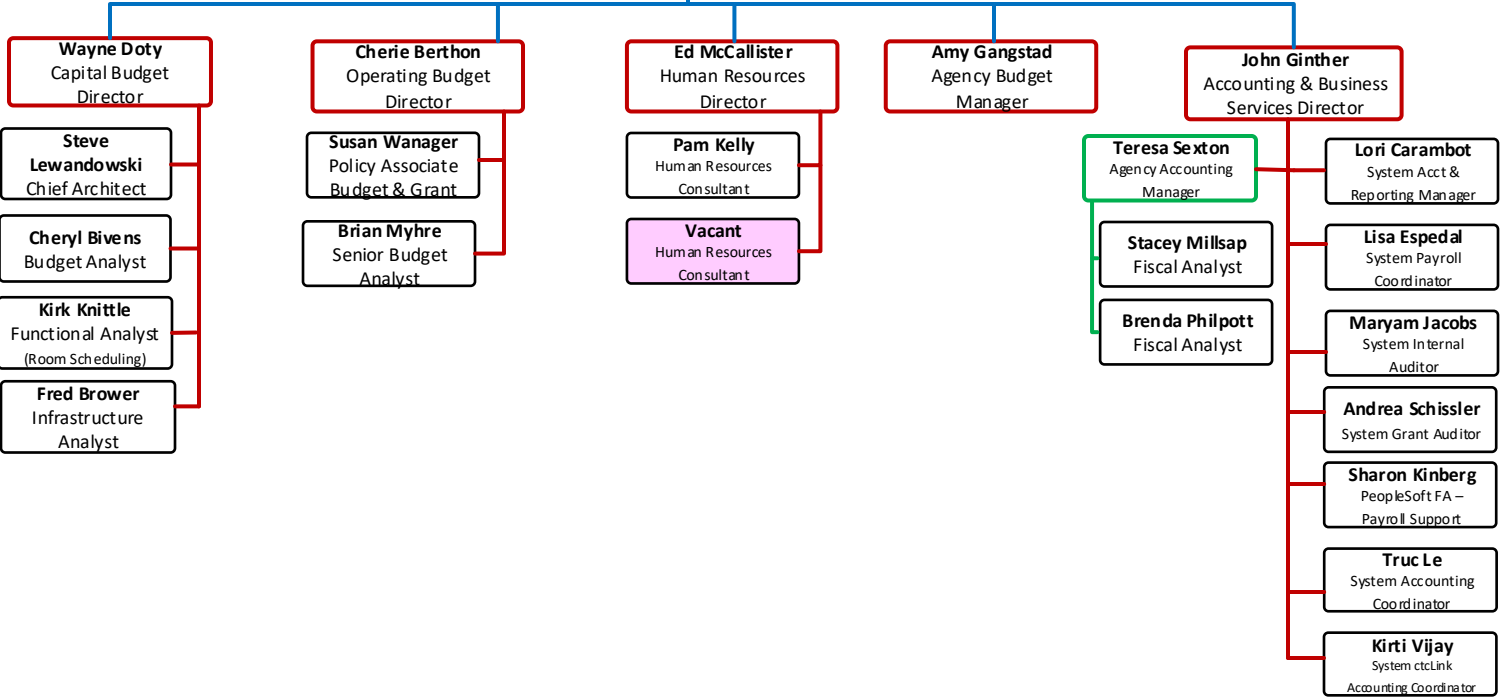 Wayne Doty
Capital Budget
Director
Steve
Lewandowski
Chief Architect
Cheryl Bivens
Budget Analyst
Kirk Knittle
Functional Analyst
(Room Scheduling)
Fred Brower
Infrastructure
Analyst
Cherie Berthon
Operating Budget
Director
Susan Wanager
Policy Associate
Budget & Grant
Brian Myhre
Senior Budget
Analyst
Ed McCallister
Human Resources
Director
Pam Kelly
Human Resources
Consultant
Vacant
Human Resources
Consultant
Amy Gangstad
Agency Budget
Manager
John Ginther
Accounting & Business
Services Director
Teresa Sexton
Agency Accounting
Manager
Stacey Millsap
Fiscal Analyst
Brenda Philpott
Fiscal Analyst
Lori Carambot
System Acct &
Reporting Manager
Lisa Espedal
System Payroll
Coordinator
Maryam Jacobs
System Internal
Auditor
Andrea Schissler
System Grant Auditor
Sharon Kinberg
PeopleSoft FA –
Payroll Support
Truc Le
System Accounting
Coordinator
Kirti Vijay
System ctcLink
Accounting Coordinator